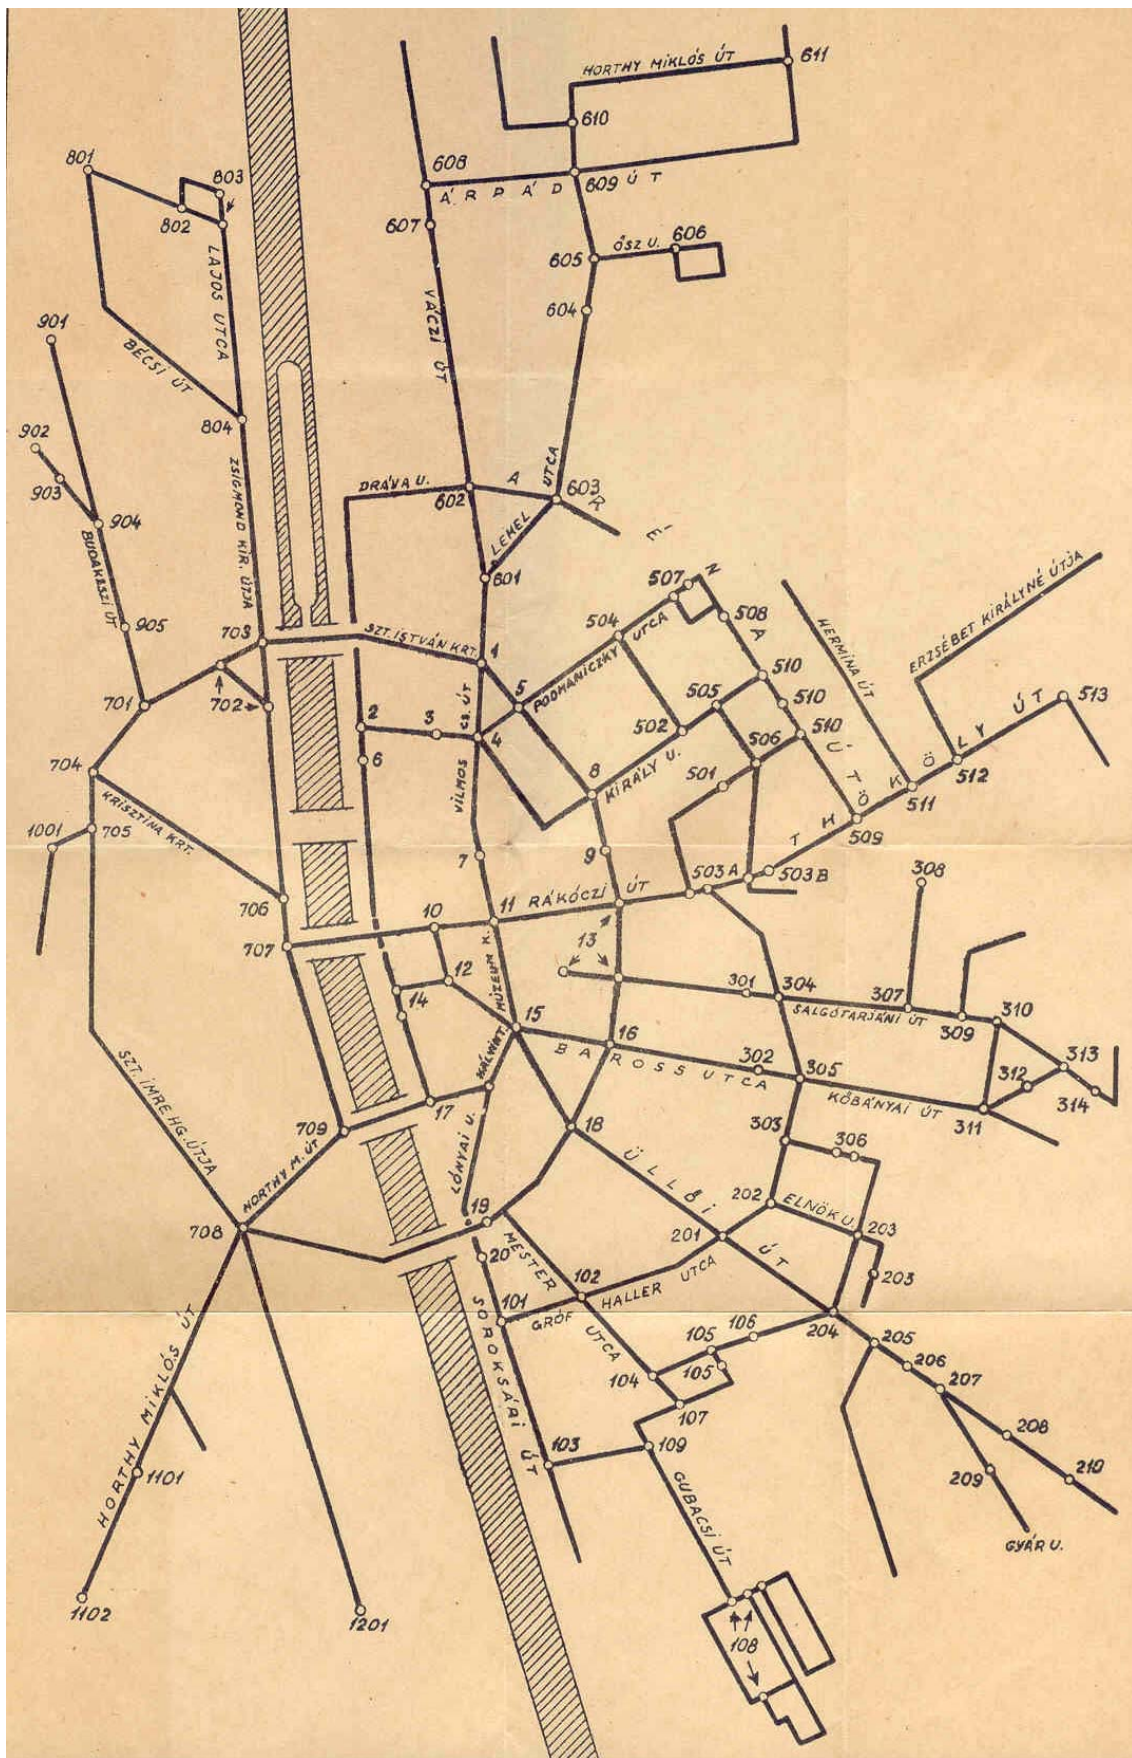 HORTHY MIKLÓS ÚT
611
610
801
803
608
802
ÁRPÁD ÚT
609
607
606
605
ŐSZ U.
LAJOS UTCA
604
VÁCZI ÚT
901
BÉCSI ÚT
804
902
903
ZSIGMOND KIR. ÚTJA
DRÁVA U.
602
ARÉNA ÚT
603
LEHEL UTCA
904
BUDAKESZI ÚT
601
507
ERZSÉBET KIRÁLYNÉ ÚTJA
905
703
504
508
HERMINA ÚT
SZT. ISTVÁN KRT.
1
PODMANICZKY UTCA
510
701
702
5
505
510
513
CS. ÚT
2
3
4
502
510
6
506
512
704
VILMOS
8
KIRÁLY U.
501
511
KRISZTINA KRT.
THÖKÖLY ÚT
1001
705
509
7
9
503 A
503 B
308
706
10
11
RÁKÓCZI ÚT
707
13
MÚZEUM K.
12
301
304
307
310
14
SALGÓTARJÁNI ÚT
309
15
16
BAROSS UTCA
302
305
312
313
KÁLVIN T.
KŐBÁNYAI ÚT
314
SZT. IMRE HG. ÚTJA
17
311
709
18
303
306
LÓNYAI U.
HORTHY M. ÚT
ÜLLŐI ÚT
202
ELNÖK U.
19
203
708
201
20
MESTER UTCA
203
102
HALLER UTCA
101
GRÓF
204
106
105
205
105
206
HORTHY MIKLÓS ÚT
SOROKSÁRI ÚT
104
207
107
208
103
109
1101
209
210
GUBACSI ÚT
GYÁR U.
1102
1201
108